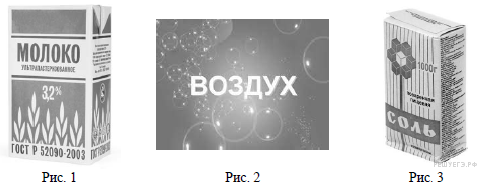 МОЛОКО
УЛЬТРАПАСТЕРИЗОВАННОЕ
3,2%
ГОСТ Р 52090-2003
Рис. 1
ВОЗДУХ
Рис. 2
1000г
СОЛЬ
РЕШУЕГЭ.РФ
Рис. 3